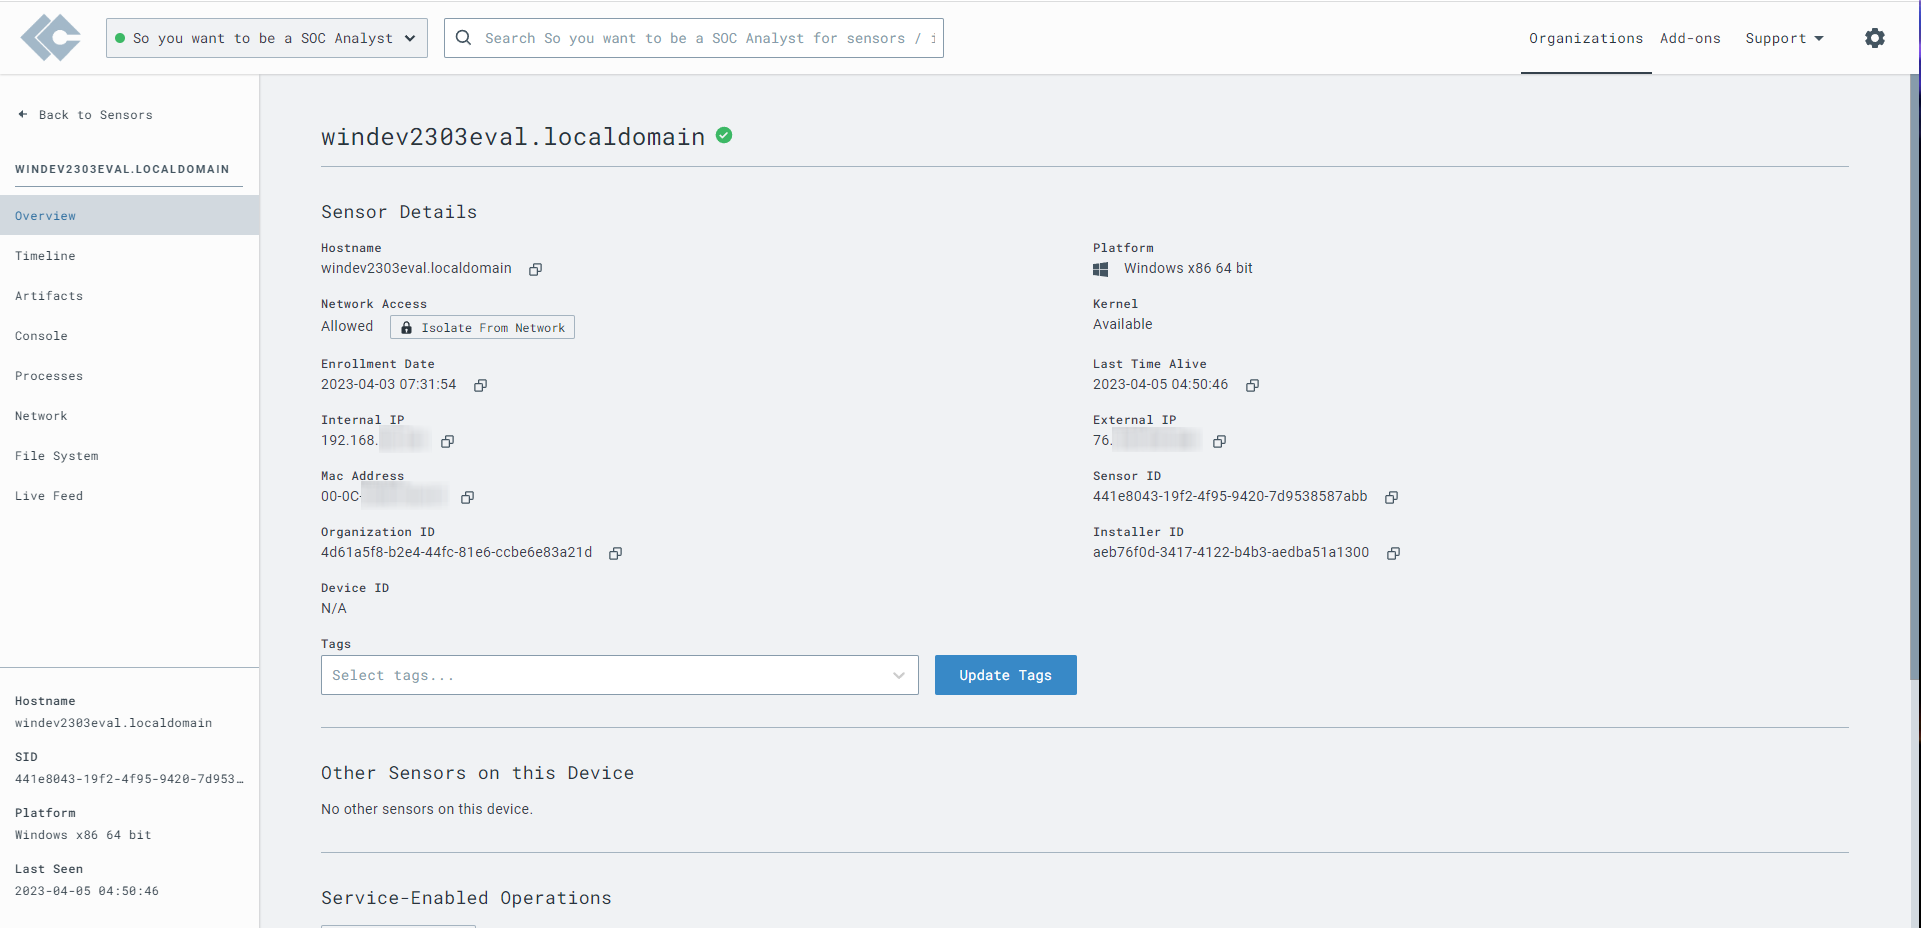 So you want to be a SOC Analyst
Search So you want to be a SOC Analyst for sensors / i
Organizations
Add-ons
Support
Back to Sensors
WINDEV2303EVAL.LOCALDOMAIN
Overview
Timeline
Artifacts
Console
Processes
Network
File System
Live Feed
Hostname
windev2303eval.localdomain
SID
441e8043-19f2-4f95-9420-7d953…
Platform
Windows x86 64 bit
Last Seen
2023-04-05 04:50:46
windev2303eval.localdomain
Sensor Details
Hostname
windev2303eval.localdomain
Platform
Windows x86 64 bit
Network Access
Allowed
Isolate From Network
Kernel
Available
Enrollment Date
2023-04-03 07:31:54
Last Time Alive
2023-04-05 04:50:46
Internal IP
192.168.
External IP
76.
Mac Address
00-0C-
Sensor ID
441e8043-19f2-4f95-9420-7d9538587abb
Organization ID
4d61a5f8-b2e4-44fc-81e6-ccbe6e83a21d
Installer ID
aeb76f0d-3417-4122-b4b3-aedba51a1300
Device ID
N/A
Tags
Select tags...
Update Tags
Other Sensors on this Device
No other sensors on this device.
Service-Enabled Operations